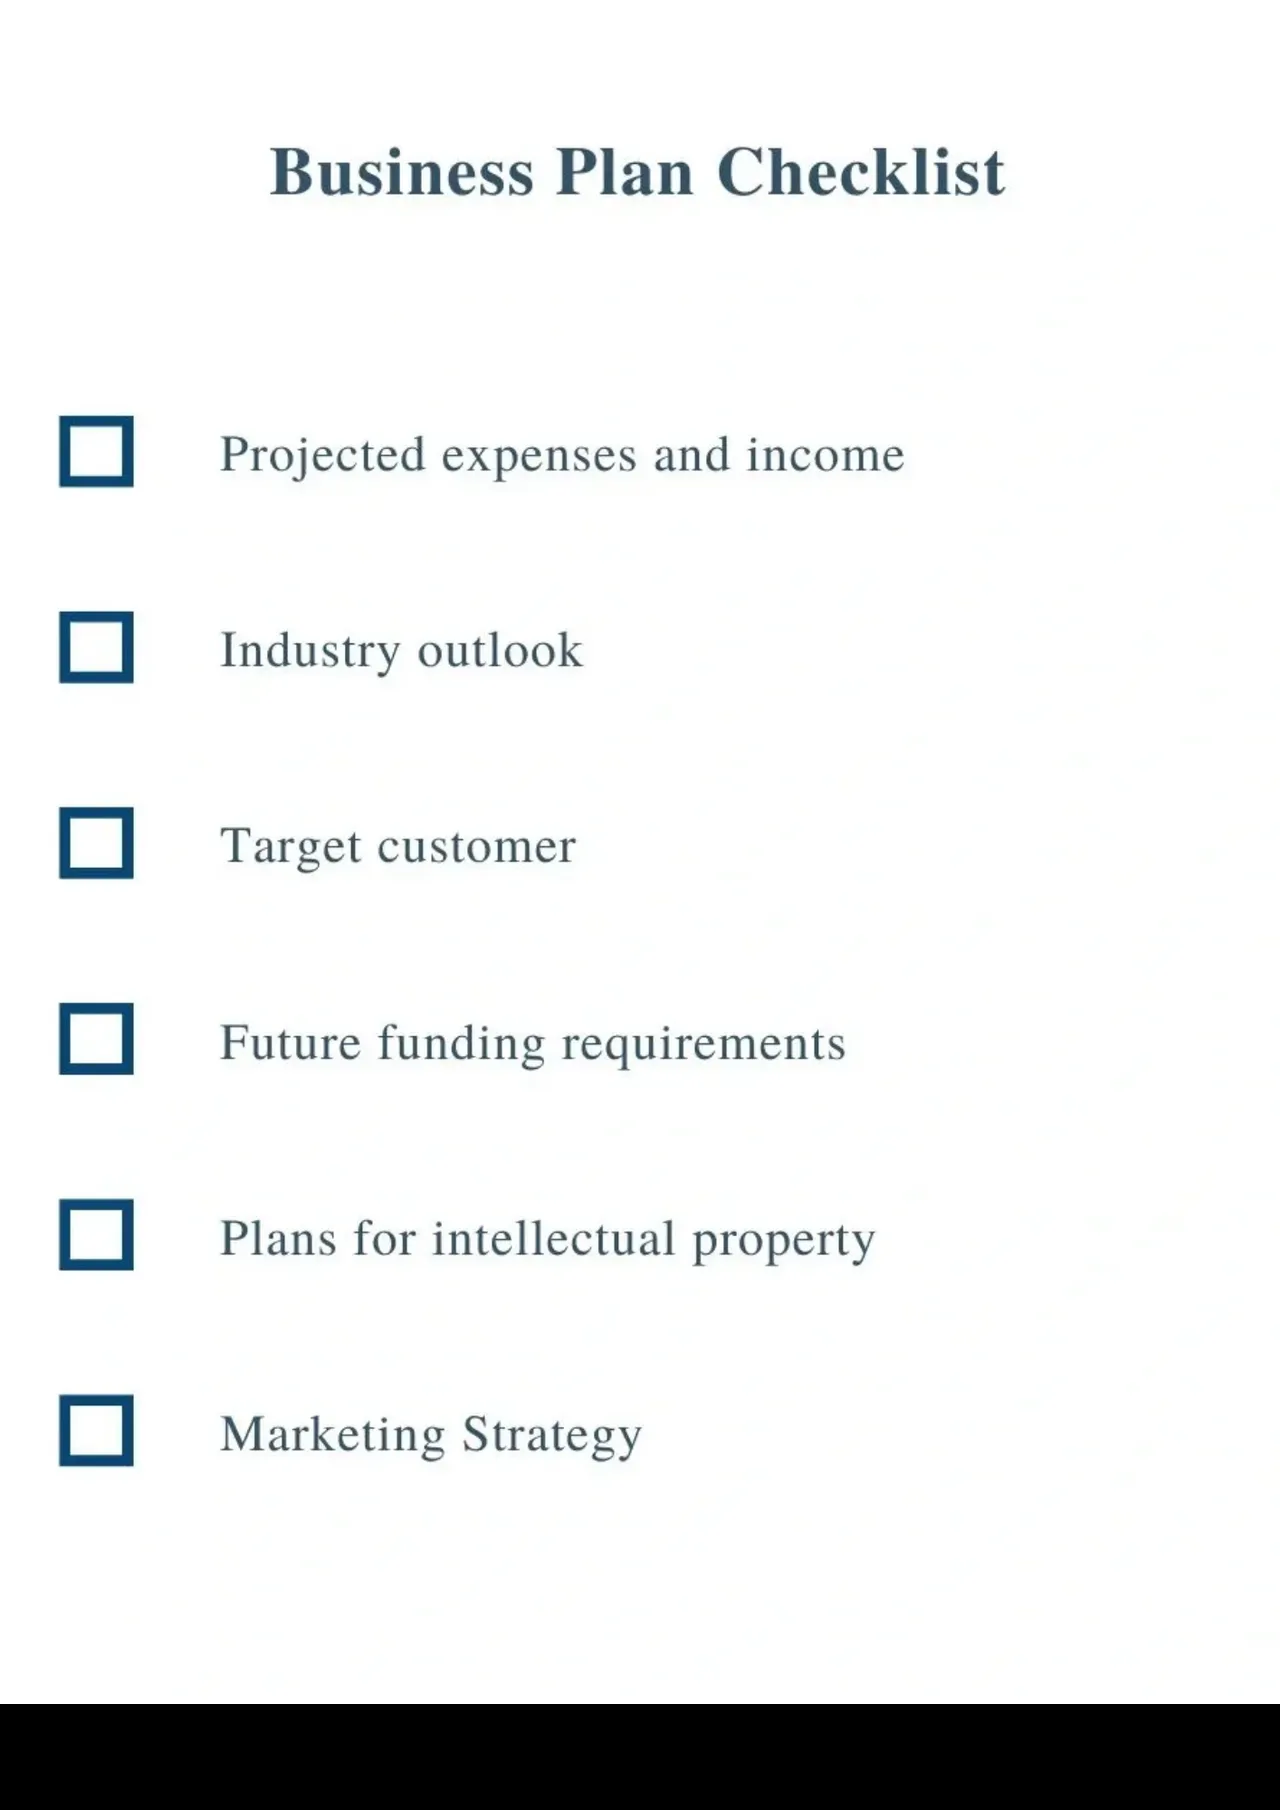 Business Plan Checklist
Projected expenses and income
Industry outlook
Target customer
Future funding requirements
Plans for intellectual property
Marketing Strategy